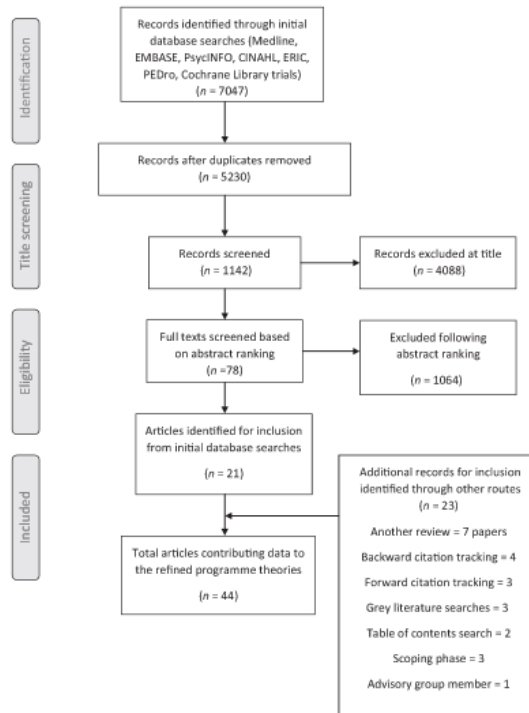 Identification
Records identified through initial
database searches (Medline,
EMBASE, PsycINFO, CINAHL, ERIC,
PEDro, Cochrane Library trials)
(n = 7047)
Records after duplicates removed
(n = 5230)
Title screening
Records screened
(n = 1142)
Records excluded at title
n = 4088)
Eligibility
Full texts screened based
on abstract ranking
(n =78)
Excluded following
abstract ranking
(n = 1064)
Articles identified for inclusion
from initial database searches
(n = 21)
Included
Additional records for inclusion
identified through other routes
(n = 23)
Another review = 7 papers
Backward citation tracking = 4
Forward citation tracking = 3
Grey literature searches = 3
Table of contents search = 2
Scoping phase = 3
Advisory group member = 1
Total articles contributing data to
the refined programme theories
(n = 44)